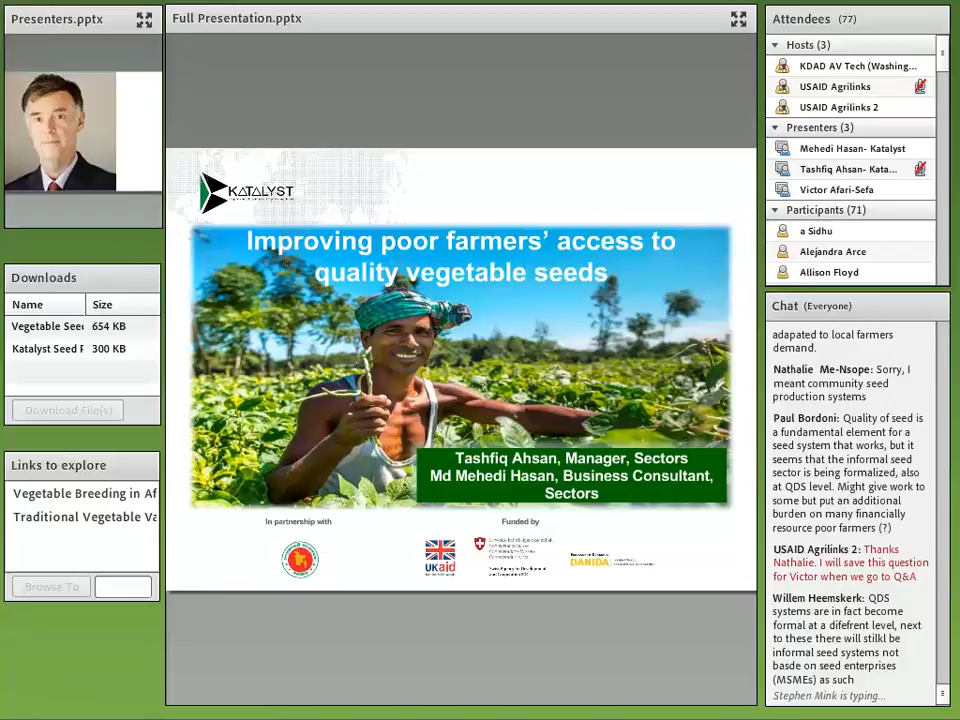 Presenters.pptx
Full Presentation.pptx
Attendees (77)
Hosts (3)
KDAD AV Tech (Washing...
USAID Agrilinks
USAID Agrilinks 2
Presenters (3)
Mehedi Hasan- Katalyst
Tashfiq Ahsan- Kata...
Victor Afari-Sefa
Participants (71)
a Sidhu
Alejandra Arce
Allison Floyd
Downloads
Name Size
Vegetable See 654 KB
Katalyst Seed F 300 KB
Download File(s)
Links to explore
Vegetable Breeding in Af
Traditional Vegetable Va
Browse To
KATALYST
Improving poor farmers’ access to
quality vegetable seeds
Tashfiq Ahsan, Manager, Sectors
Md Mehedi Hasan, Business Consultant,
Sectors
In partnership with
Funded by
UKaid
DANIDA
Chat (Everyone)
adapated to local farmers
demand.
Nathalie Me-Nsope: Sorry, I
meant community seed
production systems
Paul Bordoni: Quality of seed is
a fundamental element for a
seed system that works, but it
seems that the informal seed
sector is being formalized, also
at QDS level. Might give work to
some but put an additional
burden on many financially
resource poor farmers (?)
USAID Agrilinks 2: Thanks
Nathalie. I will save this question
for Victor when we go to Q&A
Willem Heemskerk: QDS
systems are in fact become
formal at a difefrent level, next
to these there will stilkl be
informal seed systems not
basde on seed enterprises
(MSMEs) as such
Stephen Mink is typing...